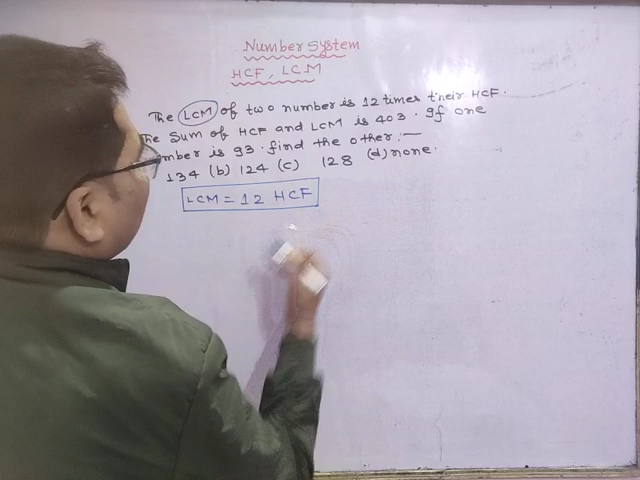 Number System
HCF, LCM
The LCM of two number is 12 times their HCF.
The Sum of HCF and LCM is 403. If one
mber is 93. find the other:—
134 (b) 124 (c) 128 (d) none.
LCM = 12 HCF